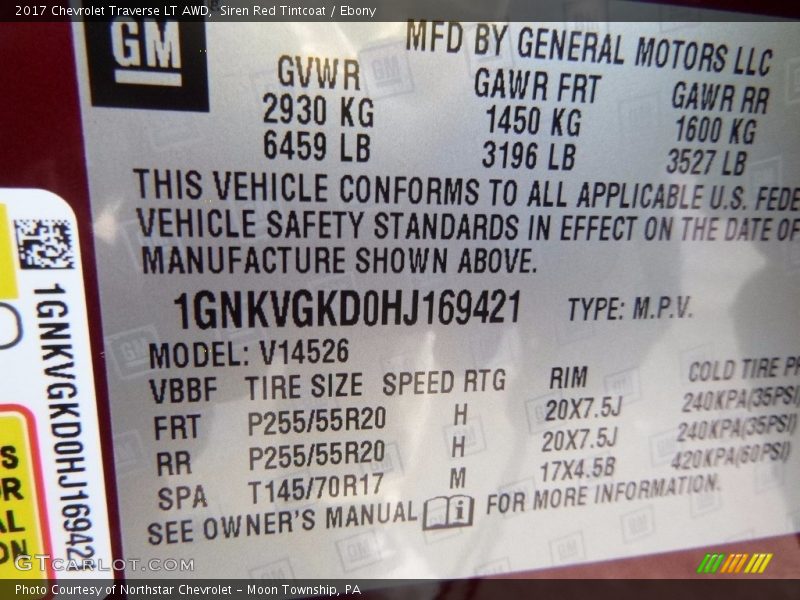 2017 Chevrolet Traverse LT AWD, Siren Red Tintcoat / Ebony
GM
MFD BY GENERAL MOTORS LLC
GVWR GAWR FRT GAWR RR
2930 KG 1450 KG 1600 KG
6459 LB 3196 LB 3527 LB
THIS VEHICLE CONFORMS TO ALL APPLICABLE U.S. FEDE
VEHICLE SAFETY STANDARDS IN EFFECT ON THE DATE OF
MANUFACTURE SHOWN ABOVE.
1GNKVGKD0HJ169421 TYPE: M.P.V.
MODEL: V14526
VBBF TIRE SIZE SPEED RTG RIM COLD TIRE PR
FRT P255/55R20 H 20X7.5J 240KPA(35PSI)
RR P255/55R20 H 20X7.5J 240KPA(35PSI)
SPA T145/70R17 M 17X4.5B 420KPA(60PSI)
SEE OWNER'S MANUAL i FOR MORE INFORMATION.
1GNKVGKD0HJ169421
S
OR
AL
ON
GTcarlot.com
Photo Courtesy of Northstar Chevrolet - Moon Township, PA